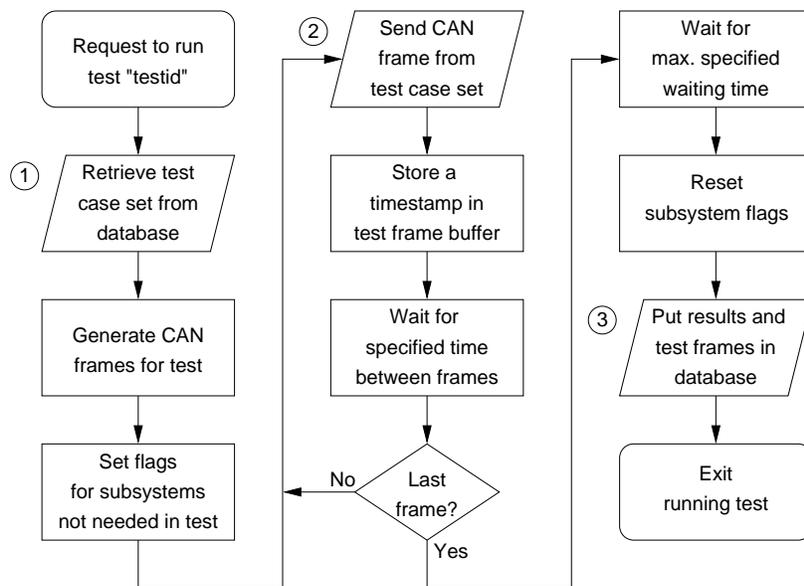 Request to run
test "testid"
1
Retrieve test
case set from
database
Generate CAN
frames for test
Set flags
for subsystems
not needed in test
2
Send CAN
frame from
test case set
Store a
timestamp in
test frame buffer
Wait for
specified time
between frames
No
Last
frame?
Yes
Wait for
max. specified
waiting time
Reset
subsystem flags
3
Put results and
test frames in
database
Exit
running test